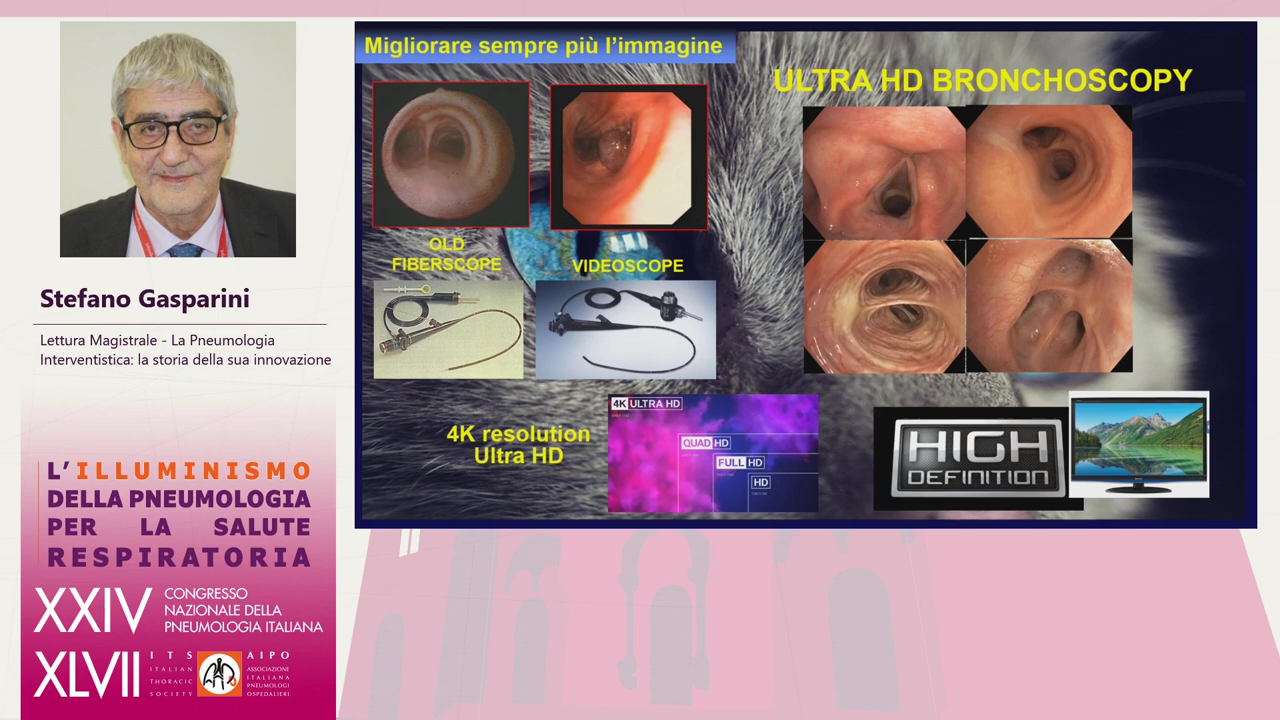 Stefano Gasparini
Lettura Magistrale - La Pneumologia
Interventistica: la storia della sua innovazione
L’ILLUMINISMO
DELLA PNEUMOLOGIA
PER LA SALUTE
RESPIRATORIA
XXIV
CONGRESSO
NAZIONALE DELLA
PNEUMOLOGIA ITALIANA
XLVII
ITS
ITALIAN
THORACIC
SOCIETY
AIPO
ASSOCIAZIONE
ITALIANA
PNEUMOLOGI
OSPEDALIERI
Migliorare sempre più l’immagine
ULTRA HD BRONCHOSCOPY
OLD
FIBERSCOPE
VIDEOSCOPE
4K resolution
Ultra HD
4K ULTRA HD
QUAD HD
FULL HD
HD
HIGH
DEFINITION